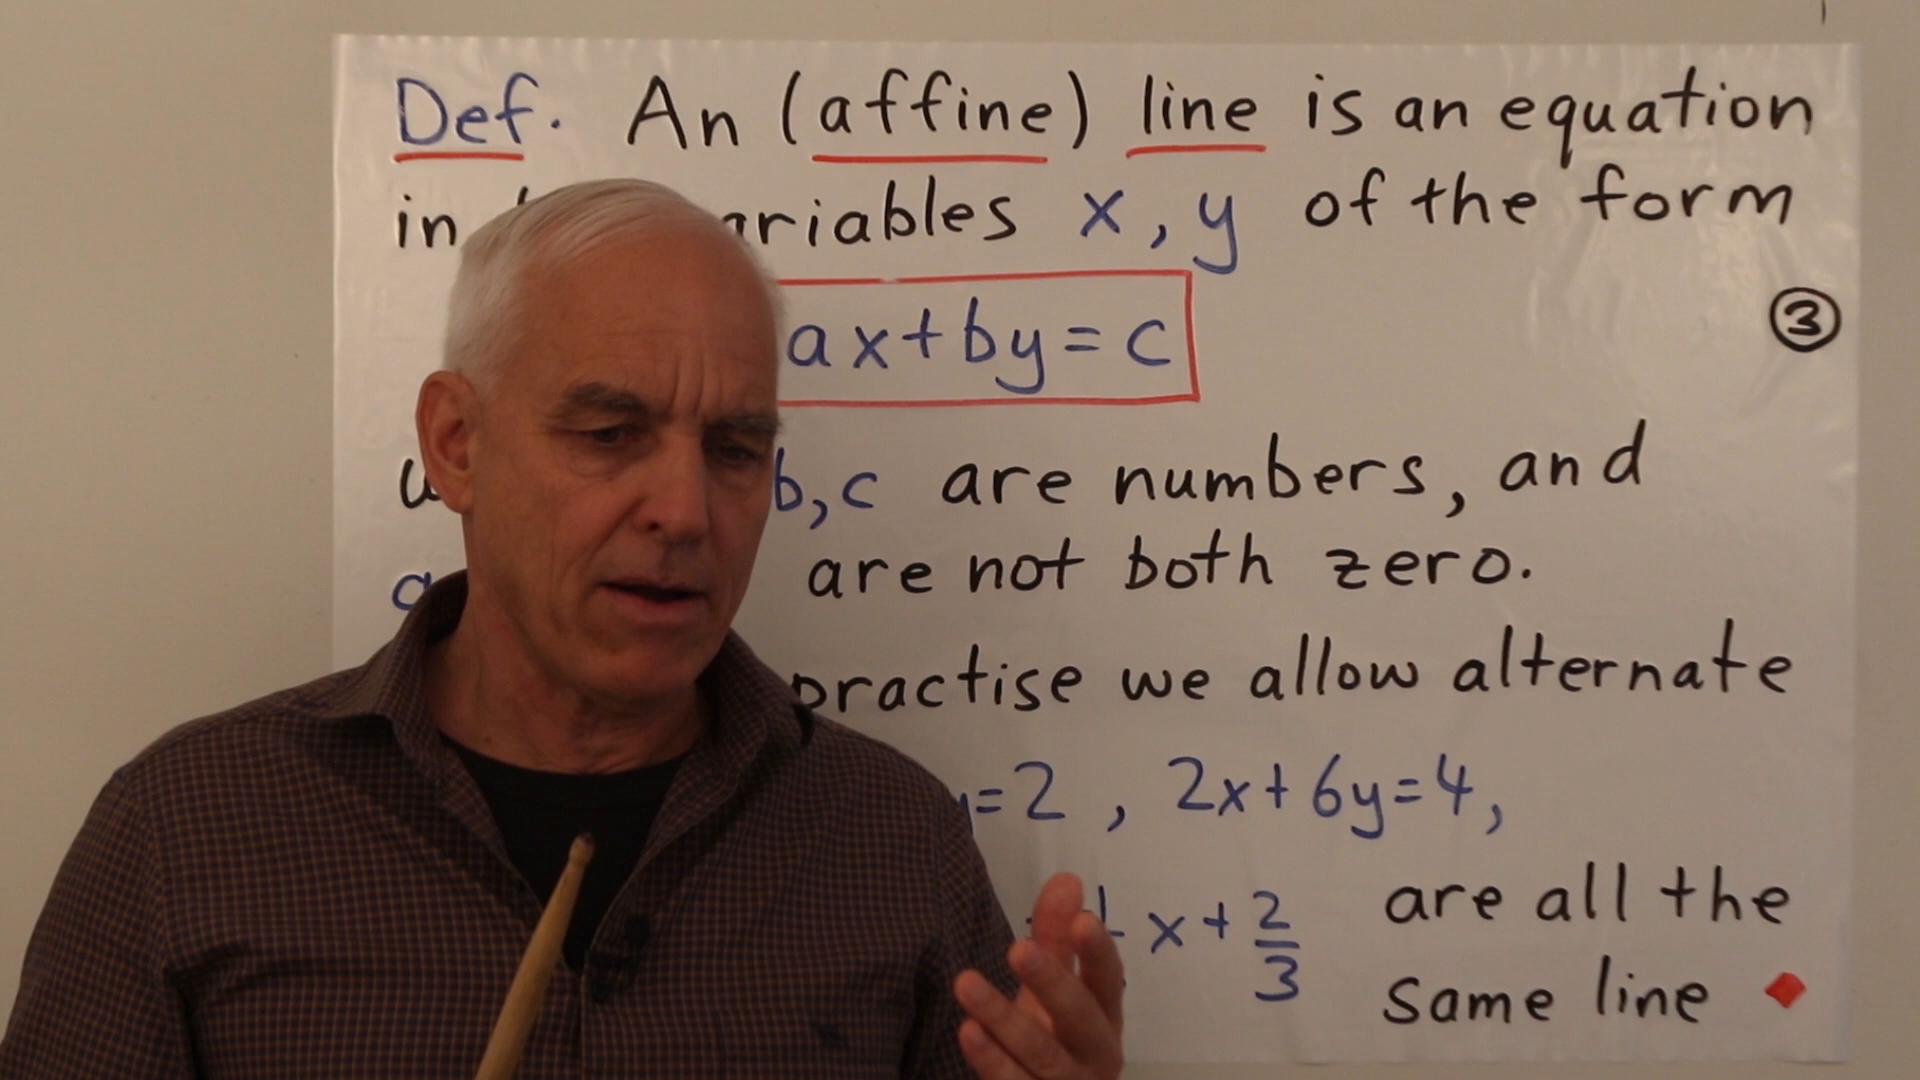 Def. An (affine) line is an equation
in variables x, y of the form
ax+by=c
③
b,c are numbers, and
are not both zero.
practise we allow alternate
=2 , 2x+6y=4,
x+2/3 are all the
same line